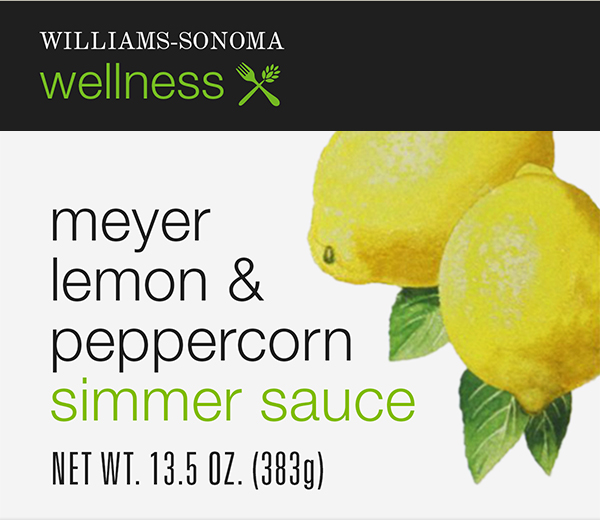 WILLIAMS-SONOMA
wellness
meyer
lemon &
peppercorn
simmer sauce
NET WT. 13.5 OZ. (383g)